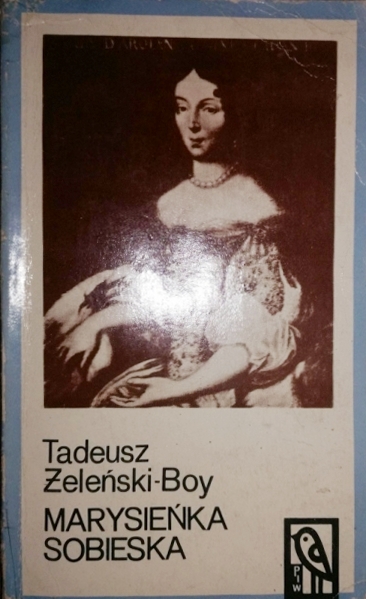 Tadeusz
Żeleński-Boy
MARYSIEŃKA
SOBIESKA
PIW